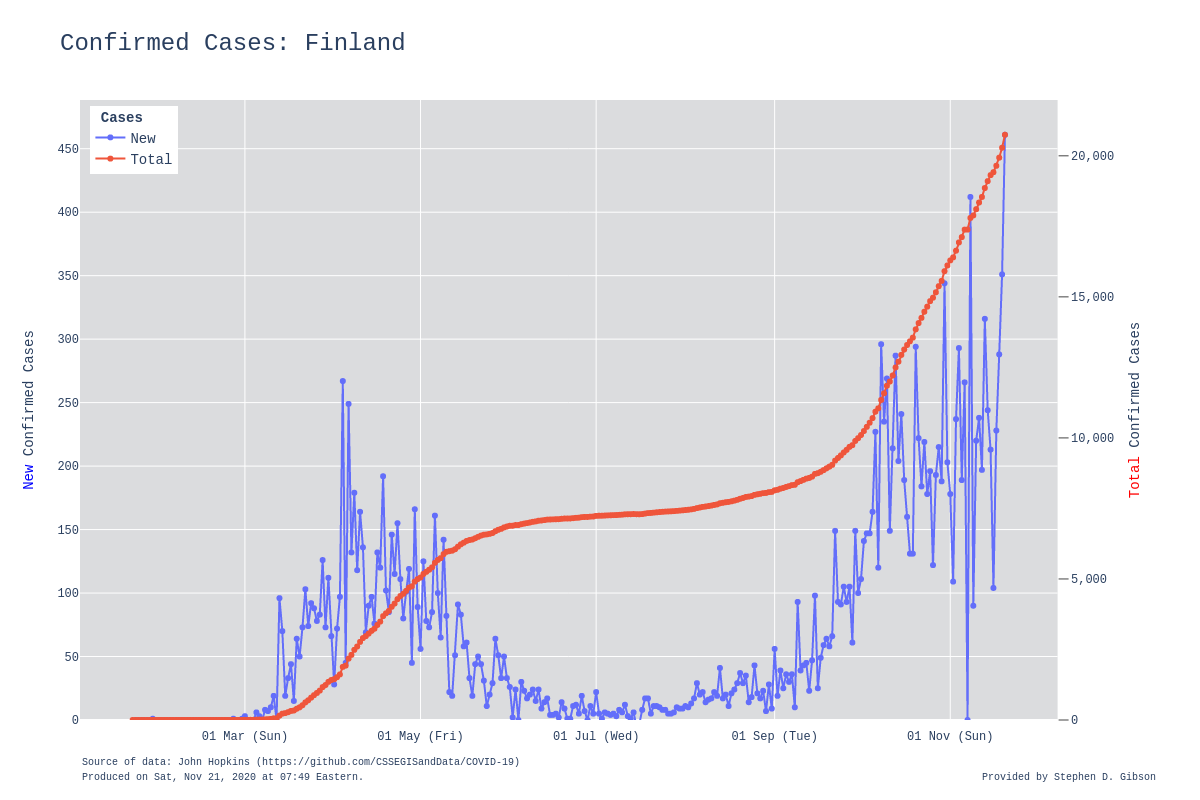 Confirmed Cases: Finland
Cases
New
Total
450
400
350
300
250
200
150
100
50
0
20,000
15,000
10,000
5,000
0
New Confirmed Cases
Total Confirmed Cases
01 Mar (Sun)
01 May (Fri)
01 Jul (Wed)
01 Sep (Tue)
01 Nov (Sun)
Source of data: John Hopkins (https://github.com/CSSEGISandData/COVID-19)
Produced on Sat, Nov 21, 2020 at 07:49 Eastern.
Provided by Stephen D. Gibson